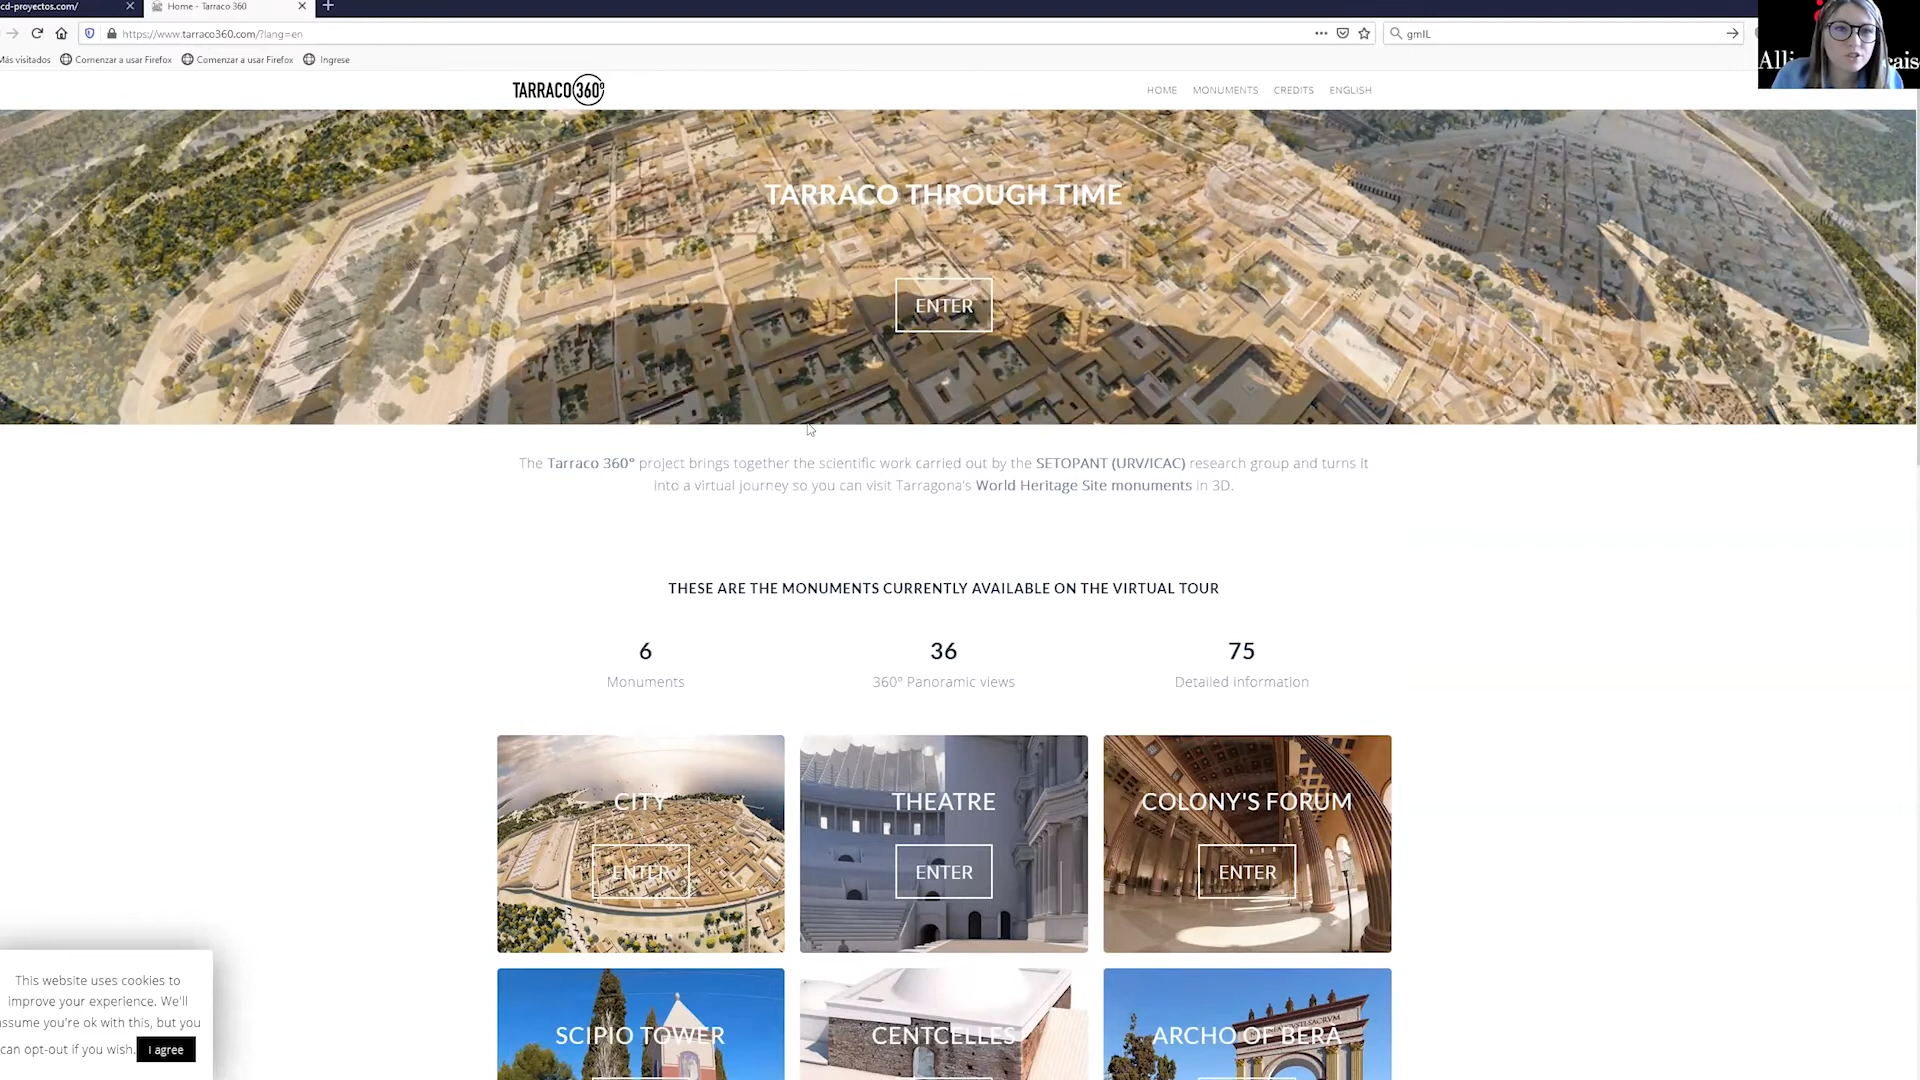 cd-proyectos.com/
Home - Tarraco 360
https://www.tarraco360.com/?lang=en
gmIL
Más visitados
Comenzar a usar Firefox
Comenzar a usar Firefox
Ingrese
TARRACO 360º
HOME
MONUMENTS
CREDITS
ENGLISH
TARRACO THROUGH TIME
ENTER
The Tarraco 360° project brings together the scientific work carried out by the SETOPANT (URV/ICAC) research group and turns it
into a virtual journey so you can visit Tarragona's World Heritage Site monuments in 3D.
THESE ARE THE MONUMENTS CURRENTLY AVAILABLE ON THE VIRTUAL TOUR
6
Monuments
36
360º Panoramic views
75
Detailed information
CITY
ENTER
THEATRE
ENTER
COLONY'S FORUM
ENTER
SCIPIO TOWER
CENTCELLES
ARCHO OF BERÀ
This website uses cookies to
improve your experience. We'll
assume you're ok with this, but you
can opt-out if you wish.
I agree